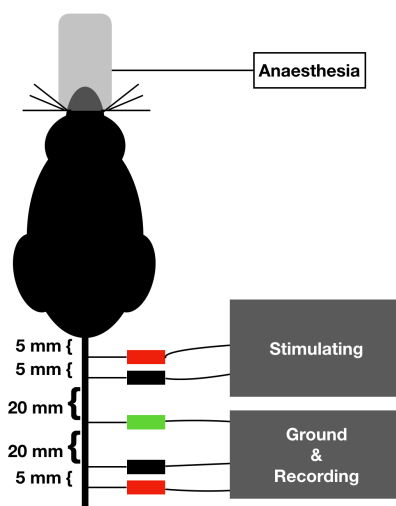 Anaesthesia
5 mm {
5 mm {
Stimulating
20 mm {
20 mm {
Ground
&
Recording
5 mm {